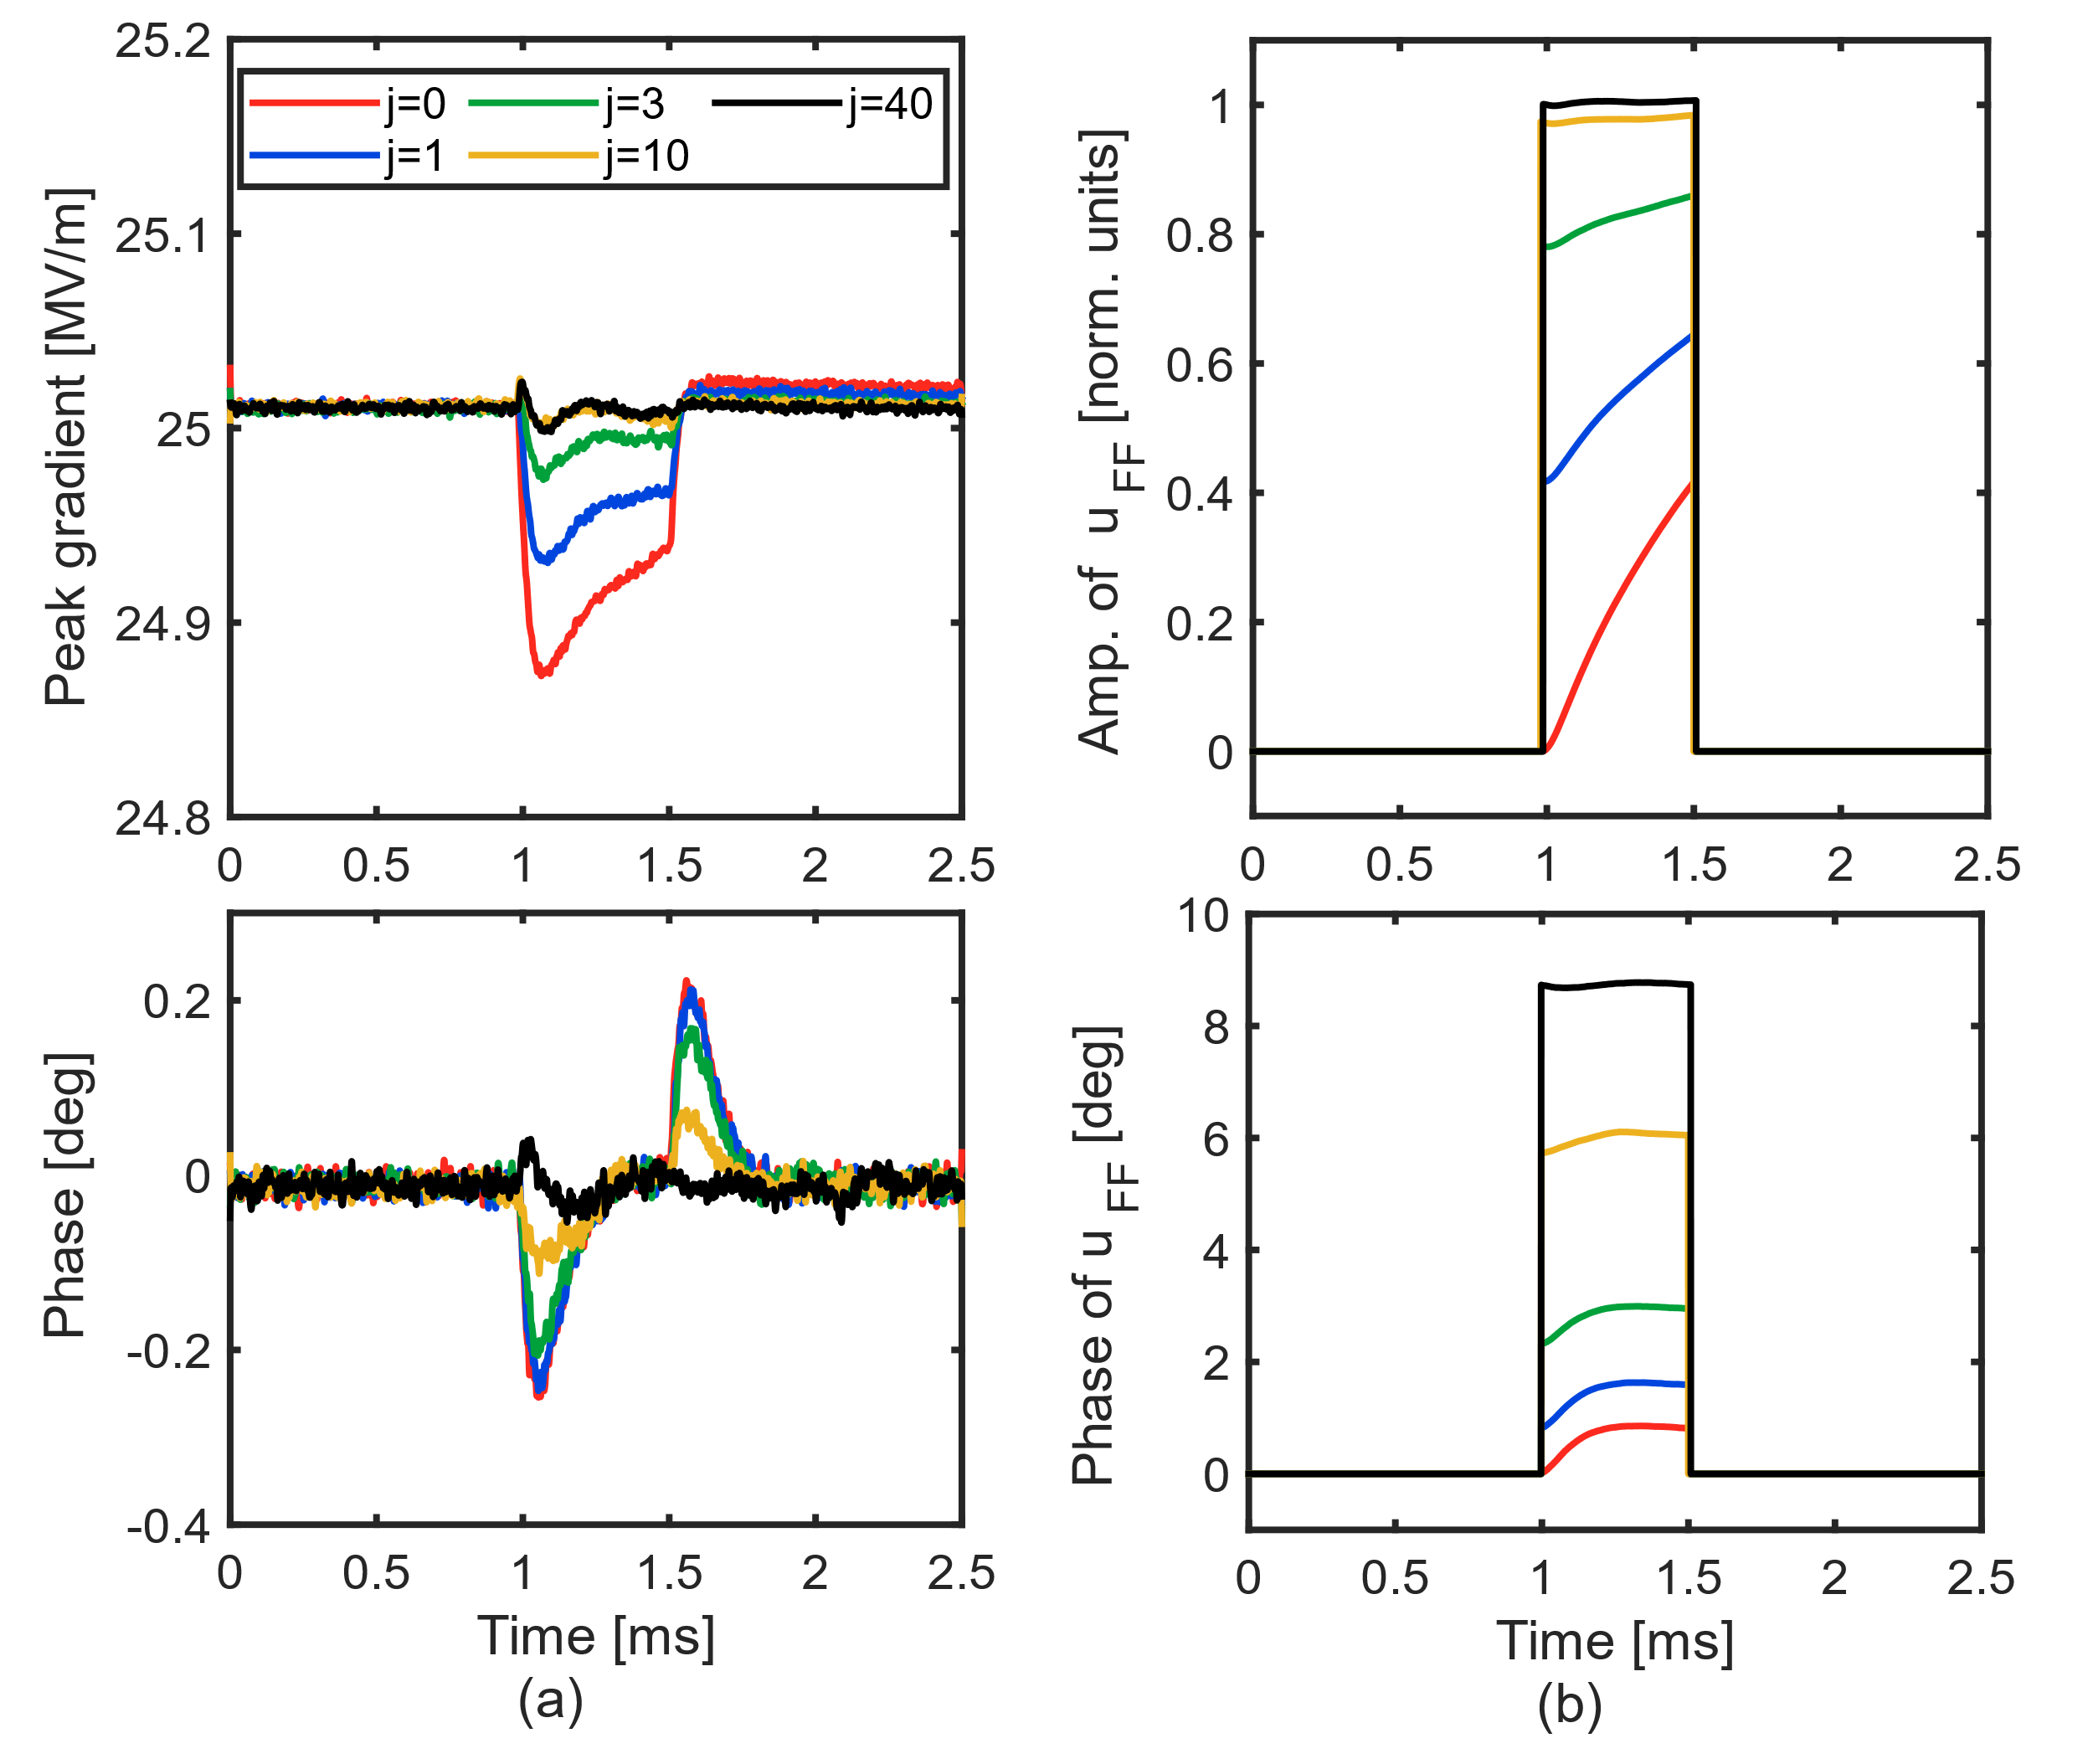 25.2
25.1
25
24.9
24.8
Peak gradient [MV/m]
j=0 j=3 j=40
j=1 j=10
0 0.5 1 1.5 2 2.5
1
0.8
0.6
0.4
0.2
0
Amp. of u FF [norm. units]
0 0.5 1 1.5 2 2.5
0.2
0
-0.2
-0.4
Phase [deg]
0 0.5 1 1.5 2 2.5
Time [ms]
(a)
10
8
6
4
2
0
Phase of u FF [deg]
0 0.5 1 1.5 2 2.5
Time [ms]
(b)